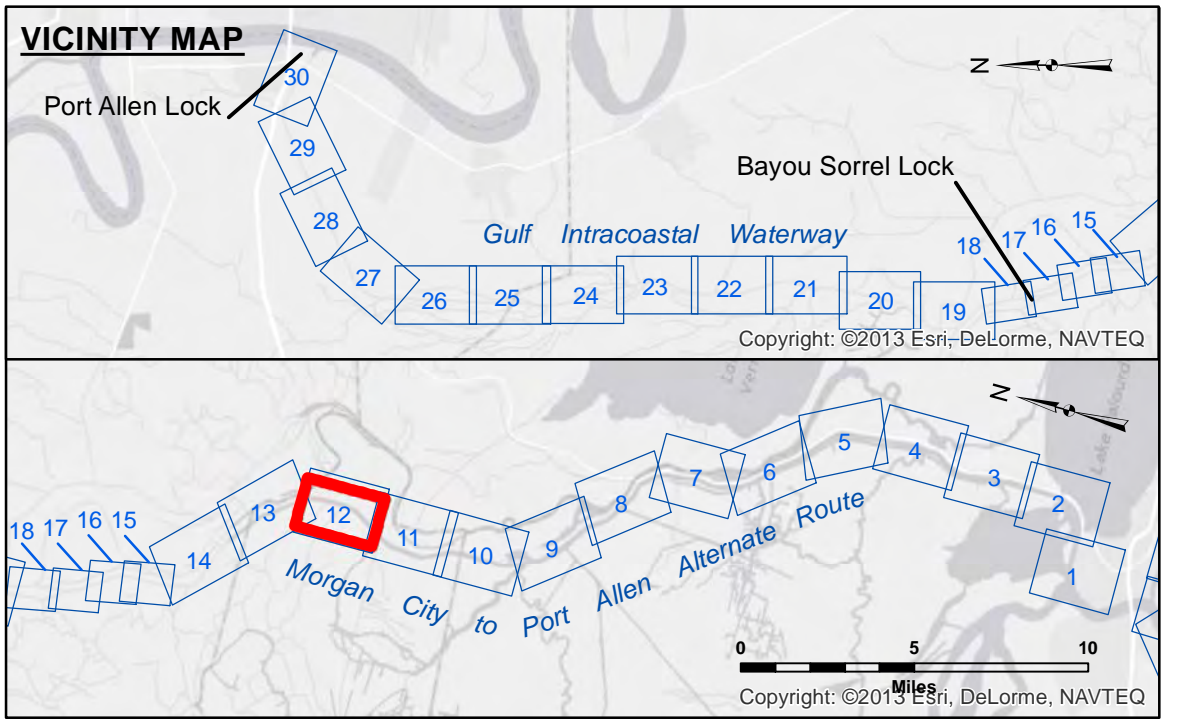 VICINITY MAP
N
30
Port Allen Lock
29
Bayou Sorrel Lock
28
Gulf Intracoastal Waterway
18 17 16 15
27 26 25 24 23 22 21 20 19
Copyright: ©2013 Esri, DeLorme, NAVTEQ
N
5
4
7 6 3
13 12 8 2
18 17 16 15 11 10 9
14 1
Morgan City to Port Allen Alternate Route
0 5 10
Miles
Copyright: ©2013 Esri, DeLorme, NAVTEQ